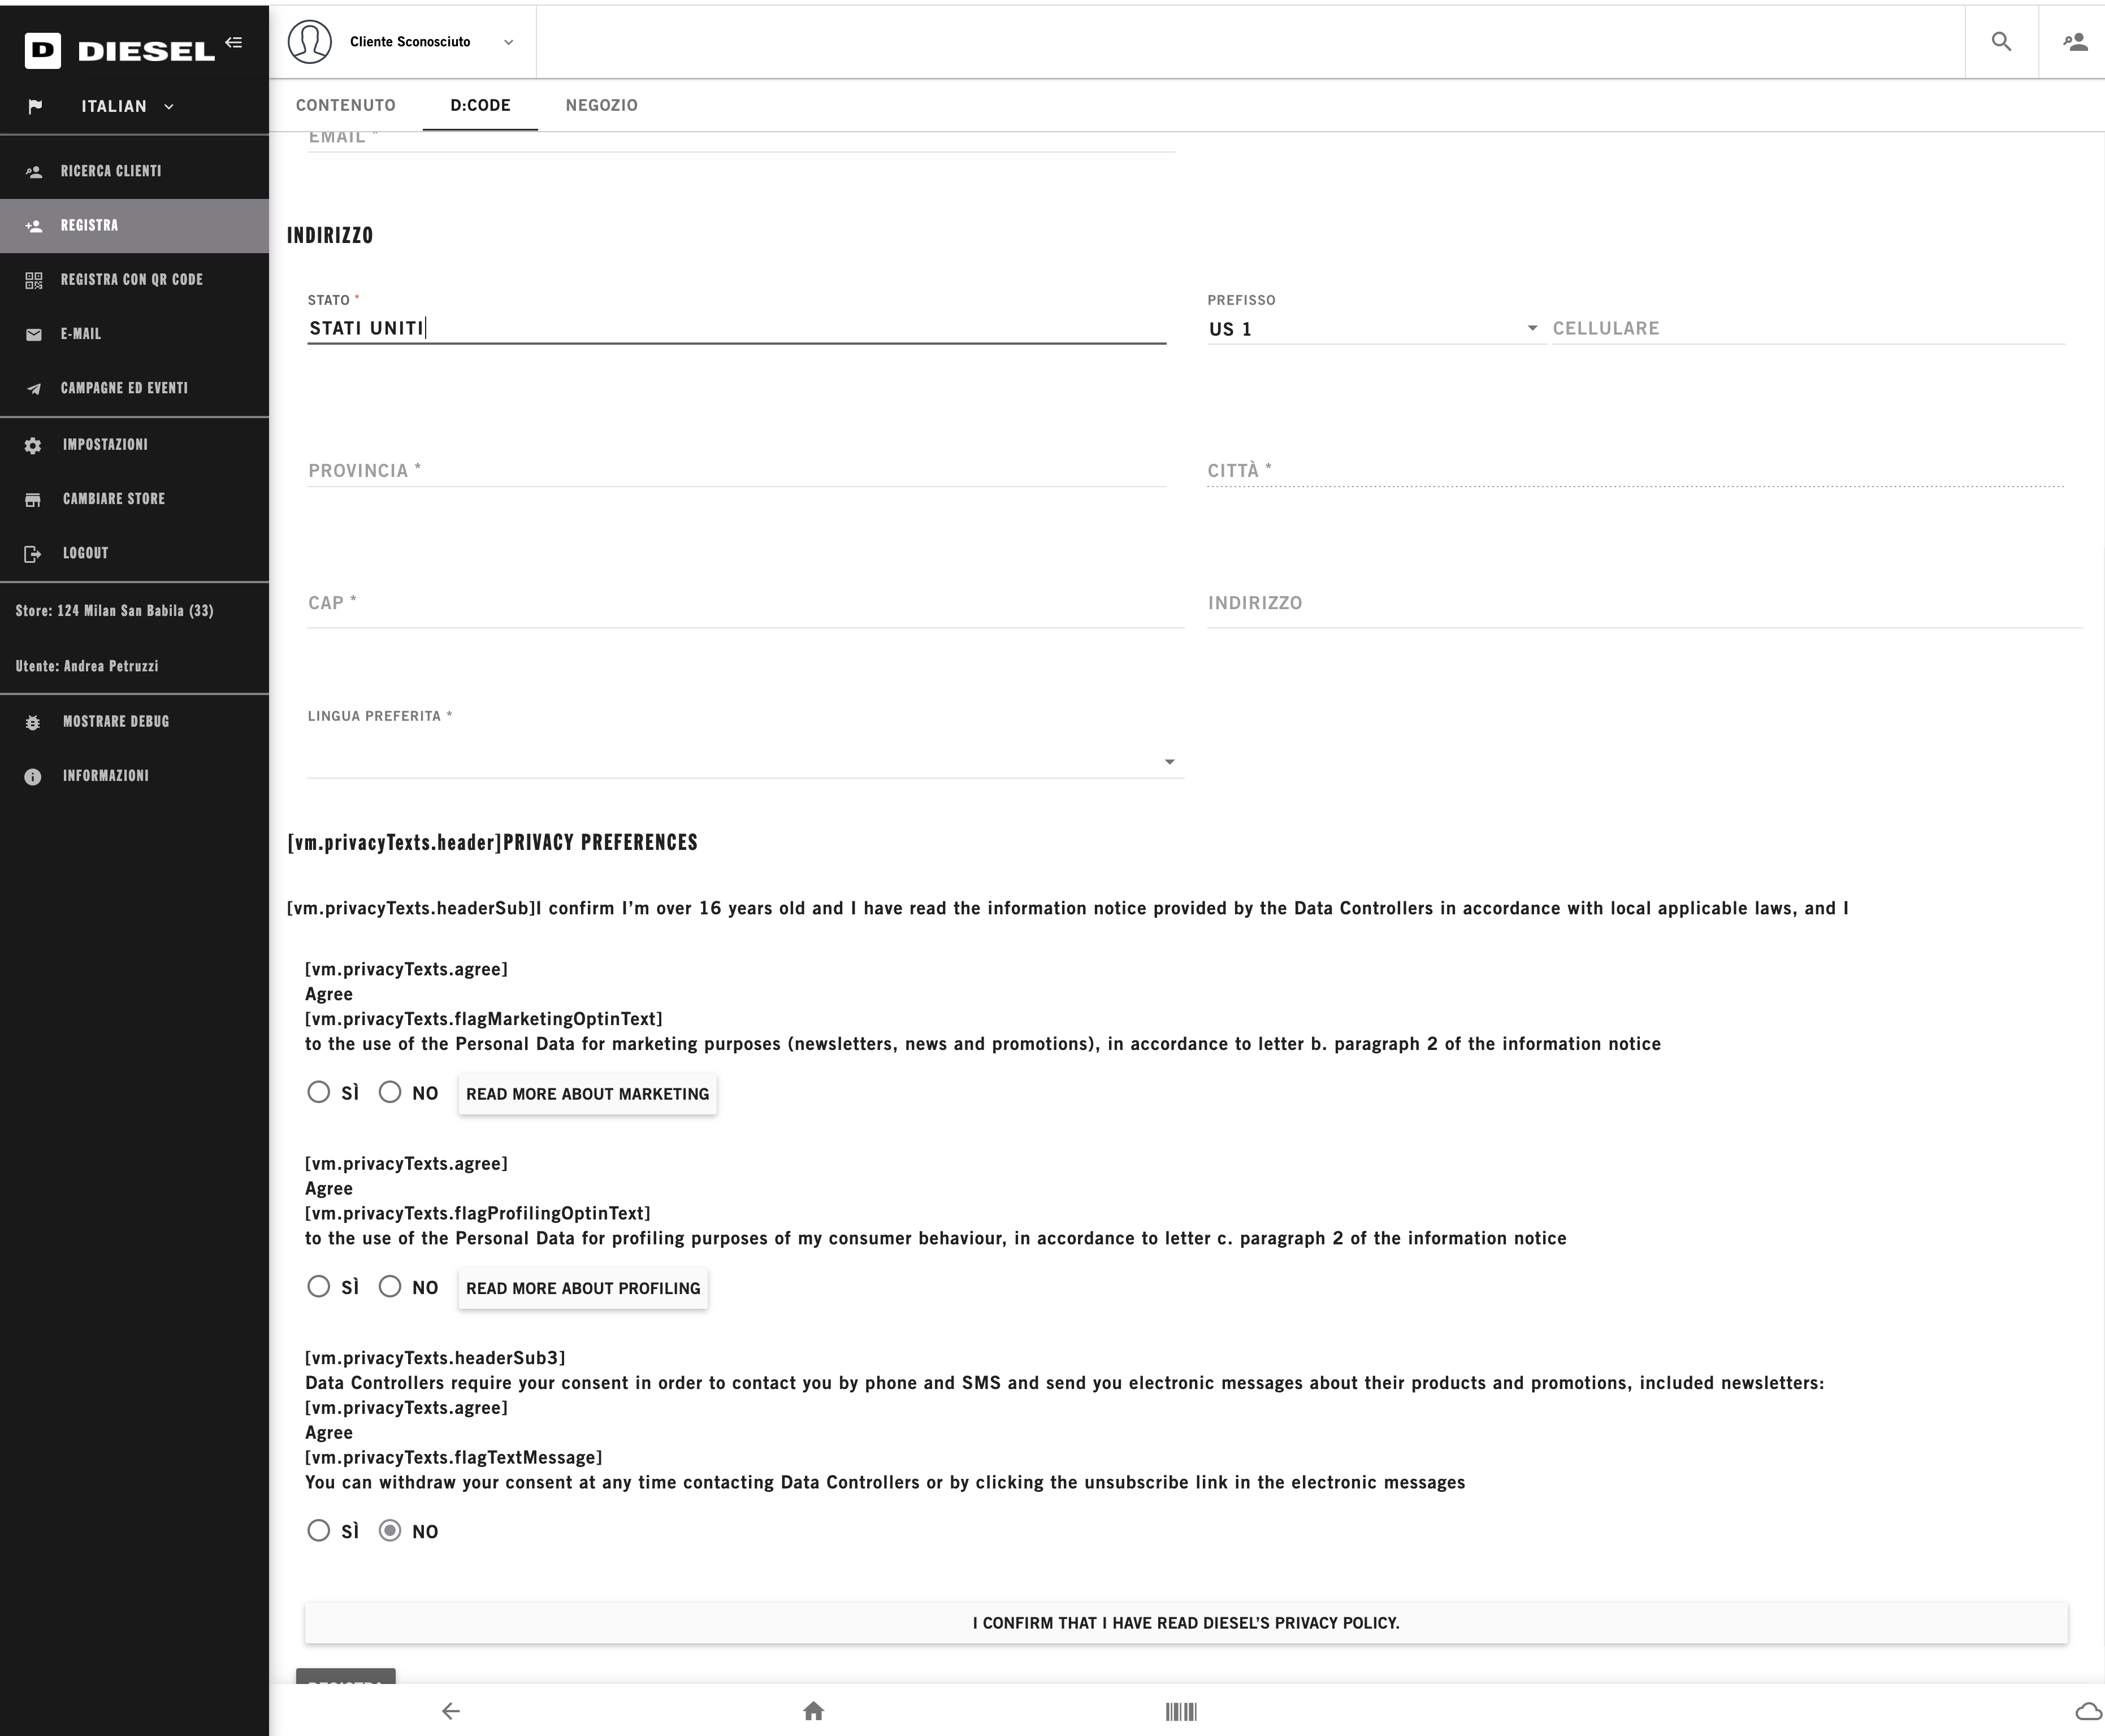 D DIESEL
ITALIAN
RICERCA CLIENTI
REGISTRA
REGISTRA CON QR CODE
E-MAIL
CAMPAGNE ED EVENTI
IMPOSTAZIONI
CAMBIARE STORE
LOGOUT
Store: 124 Milan San Babila (33)
Utente: Andrea Petruzzi
MOSTRARE DEBUG
INFORMAZIONI
Cliente Sconosciuto
CONTENUTO D:CODE NEGOZIO
EMAIL *
INDIRIZZO
STATO * PREFISSO
STATI UNITI US 1 CELLULARE
PROVINCIA * CITTÀ *
CAP * INDIRIZZO
LINGUA PREFERITA *
[vm.privacyTexts.header]PRIVACY PREFERENCES
[vm.privacyTexts.headerSub]I confirm I'm over 16 years old and I have read the information notice provided by the Data Controllers in accordance with local applicable laws, and I
[vm.privacyTexts.agree]
Agree
[vm.privacyTexts.flagMarketingOptinText]
to the use of the Personal Data for marketing purposes (newsletters, news and promotions), in accordance to letter b. paragraph 2 of the information notice
SÌ NO READ MORE ABOUT MARKETING
[vm.privacyTexts.agree]
Agree
[vm.privacyTexts.flagProfilingOptinText]
to the use of the Personal Data for profiling purposes of my consumer behaviour, in accordance to letter c. paragraph 2 of the information notice
SÌ NO READ MORE ABOUT PROFILING
[vm.privacyTexts.headerSub3]
Data Controllers require your consent in order to contact you by phone and SMS and send you electronic messages about their products and promotions, included newsletters:
[vm.privacyTexts.agree]
Agree
[vm.privacyTexts.flagTextMessage]
You can withdraw your consent at any time contacting Data Controllers or by clicking the unsubscribe link in the electronic messages
SÌ NO
I CONFIRM THAT I HAVE READ DIESEL'S PRIVACY POLICY.
REGISTRA